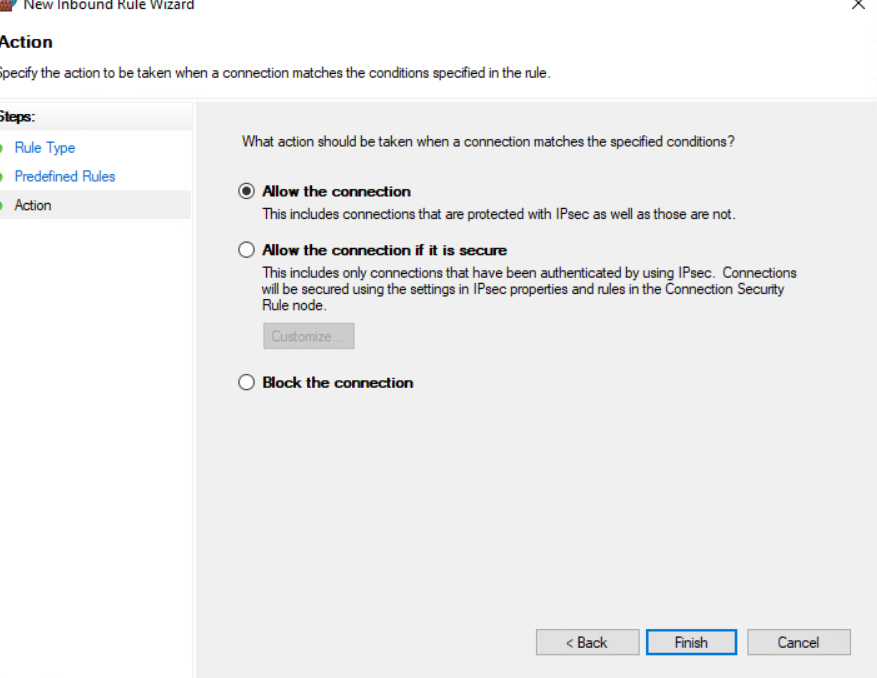 New Inbound Rule Wizard
Action
Specify the action to be taken when a connection matches the conditions specified in the rule.
Steps:
Rule Type
Predefined Rules
Action
What action should be taken when a connection matches the specified conditions?
Allow the connection
This includes connections that are protected with IPsec as well as those are not.
Allow the connection if it is secure
This includes only connections that have been authenticated by using IPsec. Connections
will be secured using the settings in IPsec properties and rules in the Connection Security
Rule node.
Customize...
Block the connection
< Back
Finish
Cancel